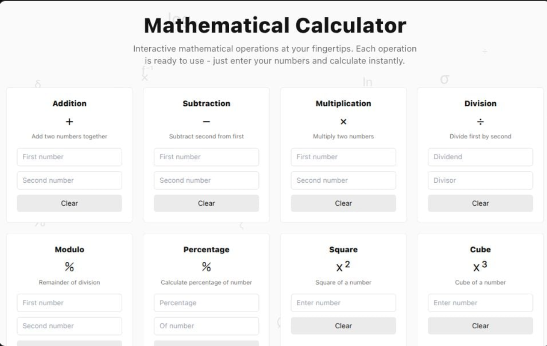 Mathematical Calculator
Interactive mathematical operations at your fingertips. Each operation
is ready to use - just enter your numbers and calculate instantly.
ln
σ
δ
Addition
+
Add two numbers together
First number
Second number
Clear
Subtraction
−
Subtract second from first
First number
Second number
Clear
Multiplication
×
Multiply two numbers
First number
Second number
Clear
Division
÷
Divide first by second
Dividend
Divisor
Clear
Modulo
%
Remainder of division
First number
Second number
Percentage
%
Calculate percentage of number
Percentage
Of number
Square
x²
Square of a number
Enter number
Clear
Cube
x³
Cube of a number
Enter number
Clear